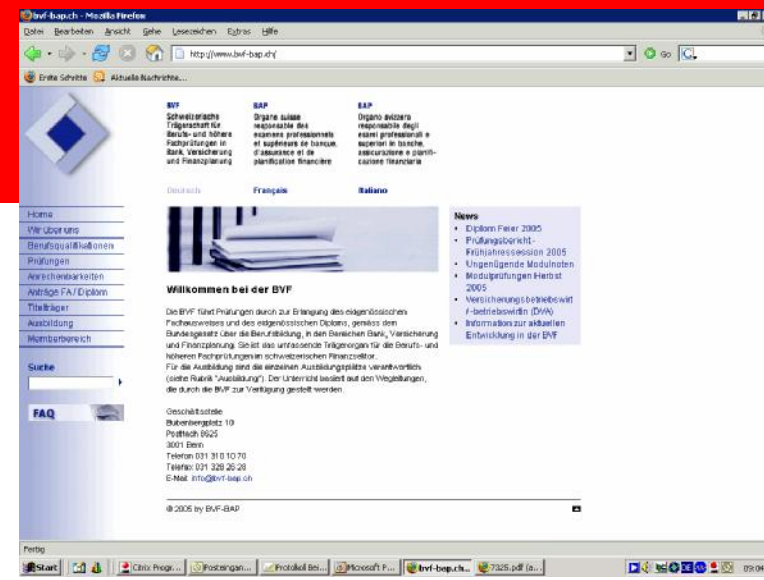 bvf-bap.ch - Mozilla Firefox
Datei Bearbeiten Ansicht Gehe Lesezeichen Extras Hilfe
http://www.bvf-bap.ch/
Go
Erste Schritte Aktuelle Nachrichte...
BVF
Schweizerische
Trägerschaft für
Berufs- und höhere
Fachprüfungen in
Bank, Versicherung
und Finanzplanung
BAP
Organe suisse
responsable des
examens professionnels
et supérieurs de banque,
d'assurance et de
planification financière
EAP
Organo svizzero
responsabile degli
esami professionali e
superiori in banche,
assicurazione e pianifi-
cazione finanziaria
Deutsch Français Italiano
Home
Wir über uns
Berufsqualifikationen
Prüfungen
Anrechenbarkeiten
Anträge FA / Diplom
Titelträger
Ausbildung
Memberbereich
Suche
FAQ
Willkommen bei der BVF
Die BVF führt Prüfungen durch zur Erlangung des eidgenössischen
Fachausweises und des eidgenössischen Diploms, gemäss dem
Bundesgesetz über die Berufsbildung, in den Bereichen Bank, Versicherung
und Finanzplanung. Sie ist das umfassende Trägerorgan für die Berufs- und
höheren Fachprüfungen im schweizerischen Finanzsektor.
Für die Ausbildung sind die einzelnen Ausbildungsplätze verantwortlich
(siehe Rubrik "Ausbildung"). Der Unterricht basiert auf den Wegleitungen,
die durch die BVF zur Verfügung gestellt werden.
Geschäftsstelle
Bubenbergplatz 10
Postfach 8625
3001 Bern
Telefon 031 310 10 70
Telefax 031 328 26 28
E-Mail: info@bvf-bap.ch
© 2005 by BVF-BAP
News
• Diplom Feier 2005
• Prüfungsbericht -
Frühjahressession 2005
• Ungenügende Modulnoten
• Modulprüfungen Herbst
2005
• Versicherungsbetriebswirt
/-betriebswirtin (DVA)
• Information zur aktuellen
Entwicklung in der BVF
Fertig
Start Citrix Progr... Posteingan... Protokol Bei... Microsoft P... bvf-bap.ch... 7325.pdf (a... 09:04